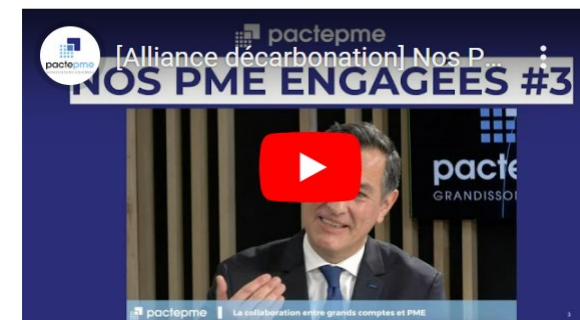 pactepme
pactepme
[Alliance décarbonation] Nos P...
NOS PME ENGAGEES #3
pacte
GRANDISSO
pactepme
La collaboration entre grands comptes et PME
3